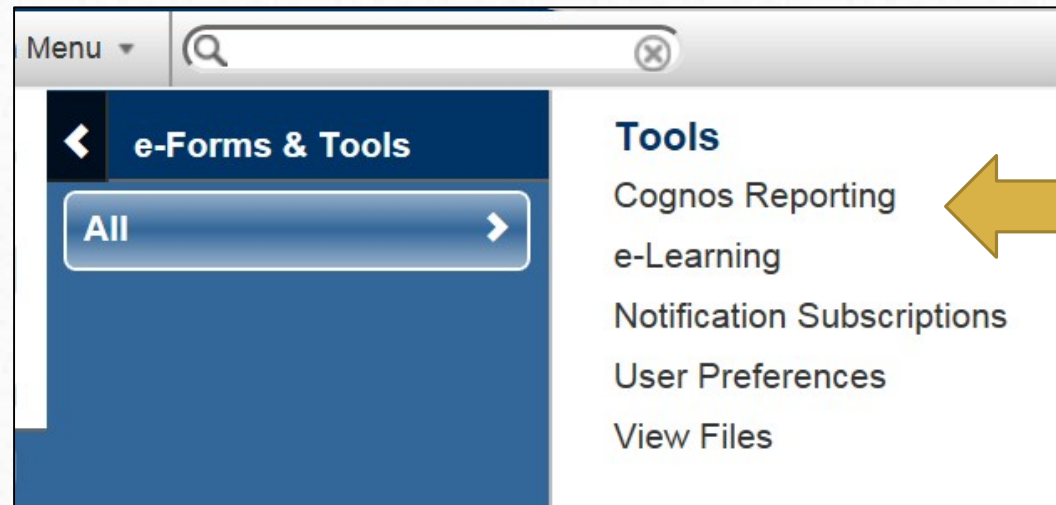 Menu
e-Forms & Tools
All
Tools
Cognos Reporting
e-Learning
Notification Subscriptions
User Preferences
View Files